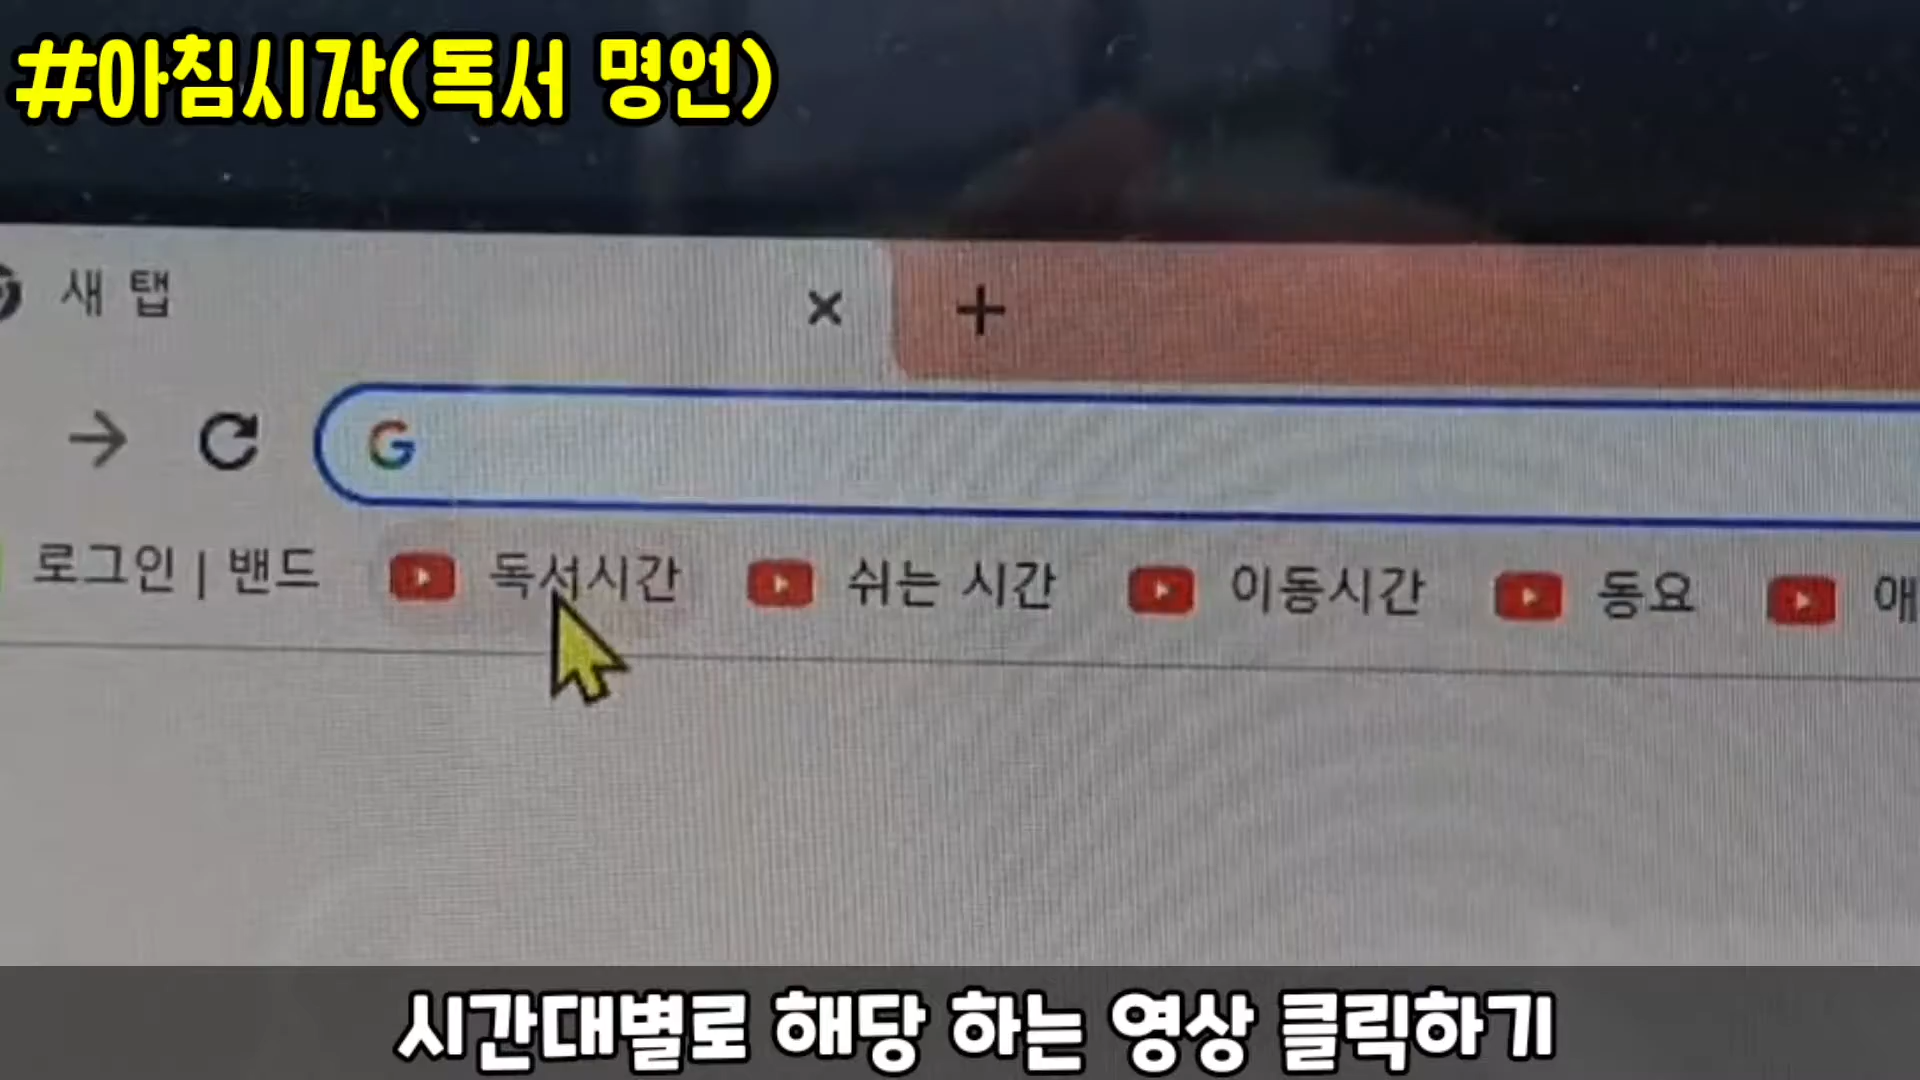 #아침시간(독서 명언)
새 탭
로그인 | 밴드
독서시간
쉬는 시간
이동시간
동요
애
시간대별로 해당 하는 영상 클릭하기